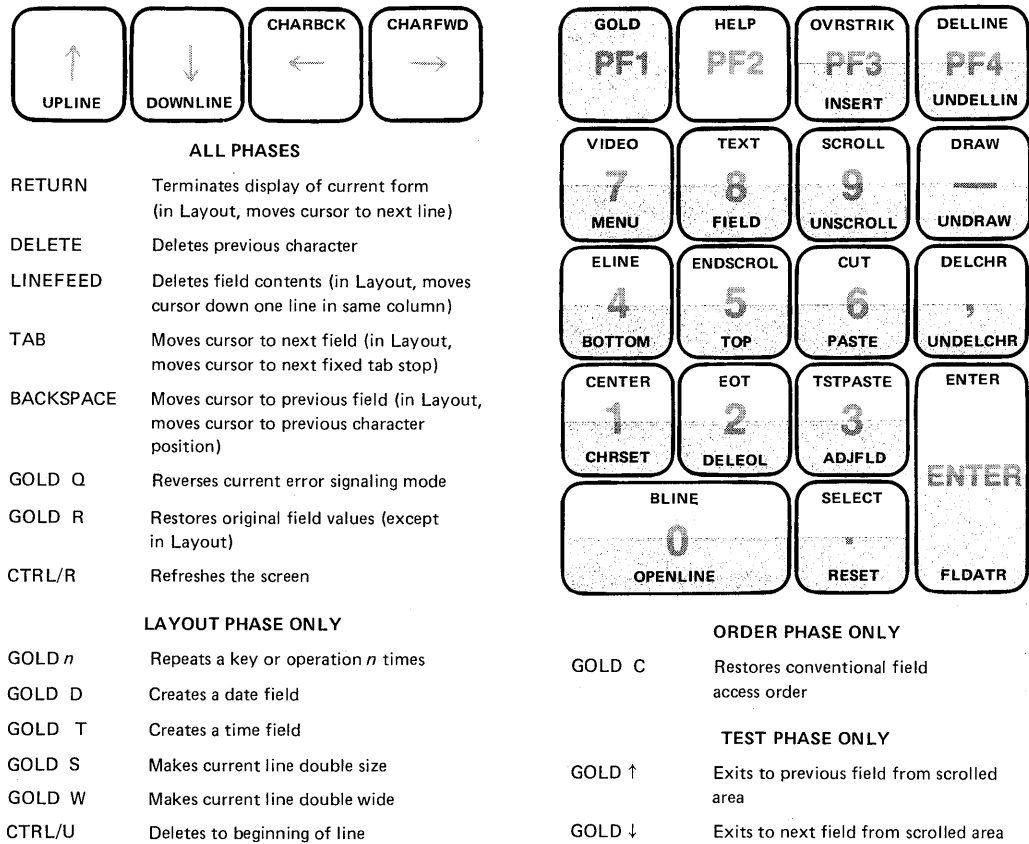 CHARBCK CHARFWD
↑ ↓ ← →
UPLINE DOWNLINE
ALL PHASES
RETURN Terminates display of current form
(in Layout, moves cursor to next line)
DELETE Deletes previous character
LINEFEED Deletes field contents (in Layout, moves
cursor down one line in same column)
TAB Moves cursor to next field (in Layout,
moves cursor to next fixed tab stop)
BACKSPACE Moves cursor to previous field (in Layout,
moves cursor to previous character
position)
GOLD Q Reverses current error signaling mode
GOLD R Restores original field values (except
in Layout)
CTRL/R Refreshes the screen
LAYOUT PHASE ONLY
GOLD n Repeats a key or operation n times
GOLD D Creates a date field
GOLD T Creates a time field
GOLD S Makes current line double size
GOLD W Makes current line double wide
CTRL/U Deletes to beginning of line
GOLD HELP OVRSTRIK DELLINE
PF1 PF2 PF3 PF4
INSERT UNDELLIN
VIDEO TEXT SCROLL DRAW
7 8 9 —
MENU FIELD UNSCROLL UNDRAW
ELINE ENDSCROL CUT DELCHR
4 5 6 ,
BOTTOM TOP PASTE UNDELCHR
CENTER EOT TSTPASTE ENTER
1 2 3
CHRSET DELEOL ADJFLD
ENTER
BLINE SELECT
0 .
OPENLINE RESET FLDATR
ORDER PHASE ONLY
GOLD C Restores conventional field
access order
TEST PHASE ONLY
GOLD ↑ Exits to previous field from scrolled
area
GOLD ↓ Exits to next field from scrolled area